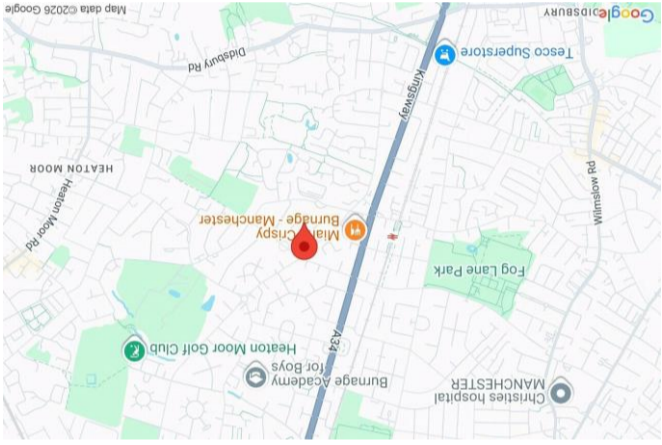 Christies hospital
MANCHESTER
Burnage Academy
for Boys
A34
Heaton Moor Golf Club
Fog Lane Park
Heaton Moor Rd
Wilmslow Rd
Crispy
Burnage - Manchester
HEATON MOOR
Kingsway
Didsbury Rd
Tesco Superstore
DIDSBURY
Google
Map data ©2026 Google